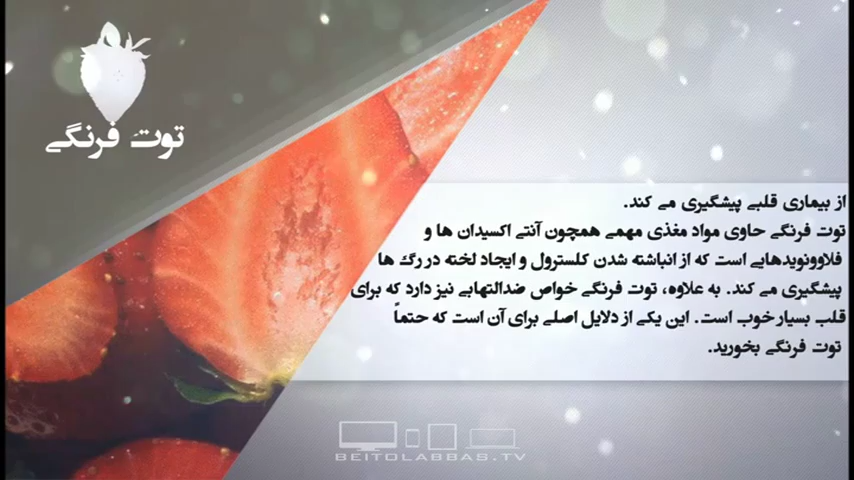 توت فرنگی
از بیماری قلبی پیشگیری می کند.
توت فرنگی حاوی مواد مغذی مهمی همچون آنتی اکسیدان ها و
فلاوونویدهایی است که از انباشته شدن کلسترول و ایجاد لخته در رگ ها
پیشگیری می کند. به علاوه، توت فرنگی خواص ضدالتهابی نیز دارد که برای
قلب بسیار خوب است. این یکی از دلایل اصلی برای آن است که حتماً
توت فرنگی بخورید.
BEITOLABBAS.TV